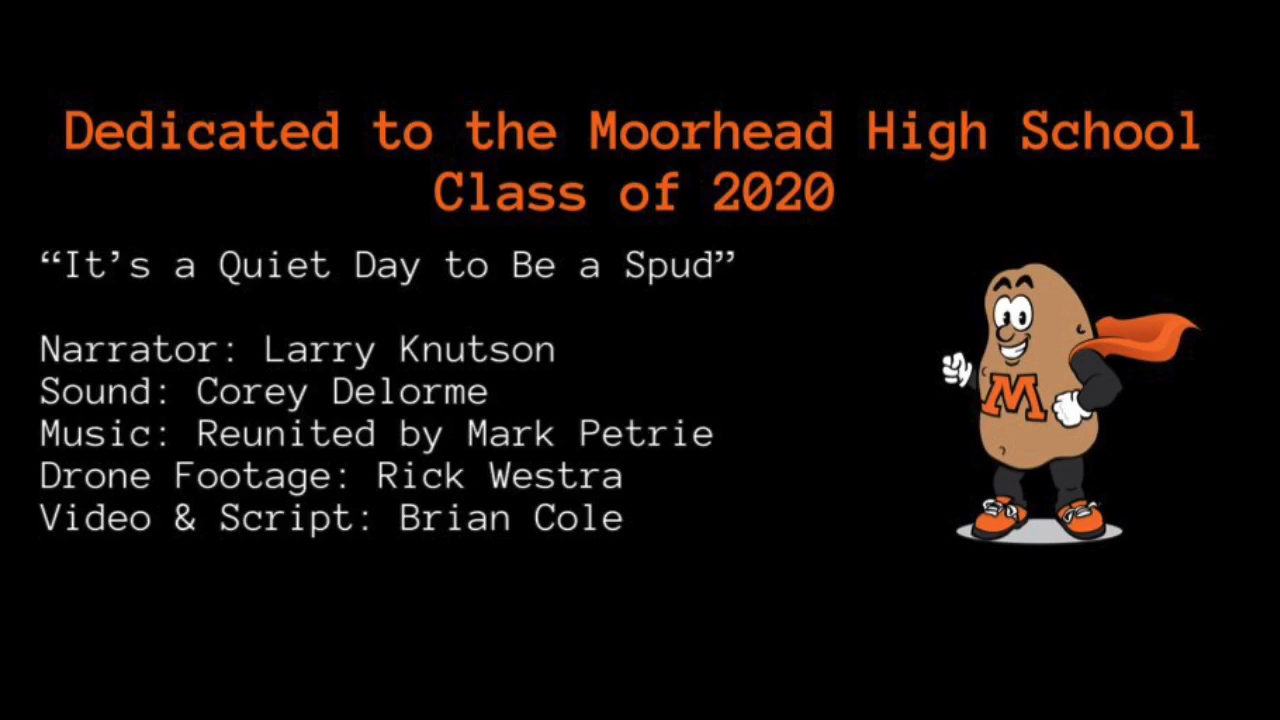 Dedicated to the Moorhead High School
Class of 2020
“It’s a Quiet Day to Be a Spud”
Narrator: Larry Knutson
Sound: Corey Delorme
Music: Reunited by Mark Petrie
Drone Footage: Rick Westra
Video & Script: Brian Cole
M